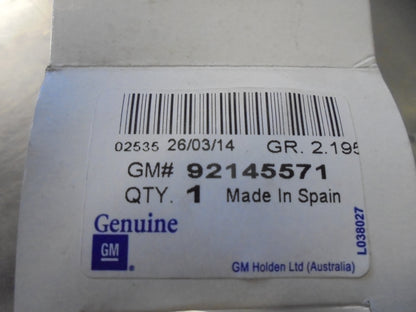 02535 26/03/14 GR. 2.195
GM# 92145571
QTY. 1 Made In Spain
Genuine
GM
®
GM Holden Ltd (Australia)
L038027